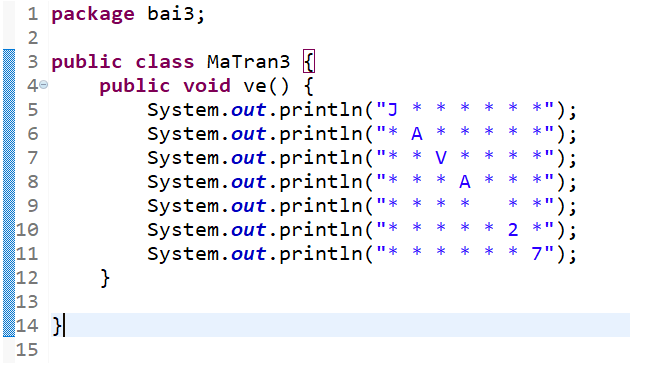 1 package bai3;
2
3 public class MaTran3 {
4     public void ve() {
5         System.out.println("J * * * * * *");
6         System.out.println("* A * * * * *");
7         System.out.println("* * V * * * *");
8         System.out.println("* * * A * * *");
9         System.out.println("* * * *   * *");
10         System.out.println("* * * * * 2 *");
11         System.out.println("* * * * * * 7");
12     }
13
14 }
15